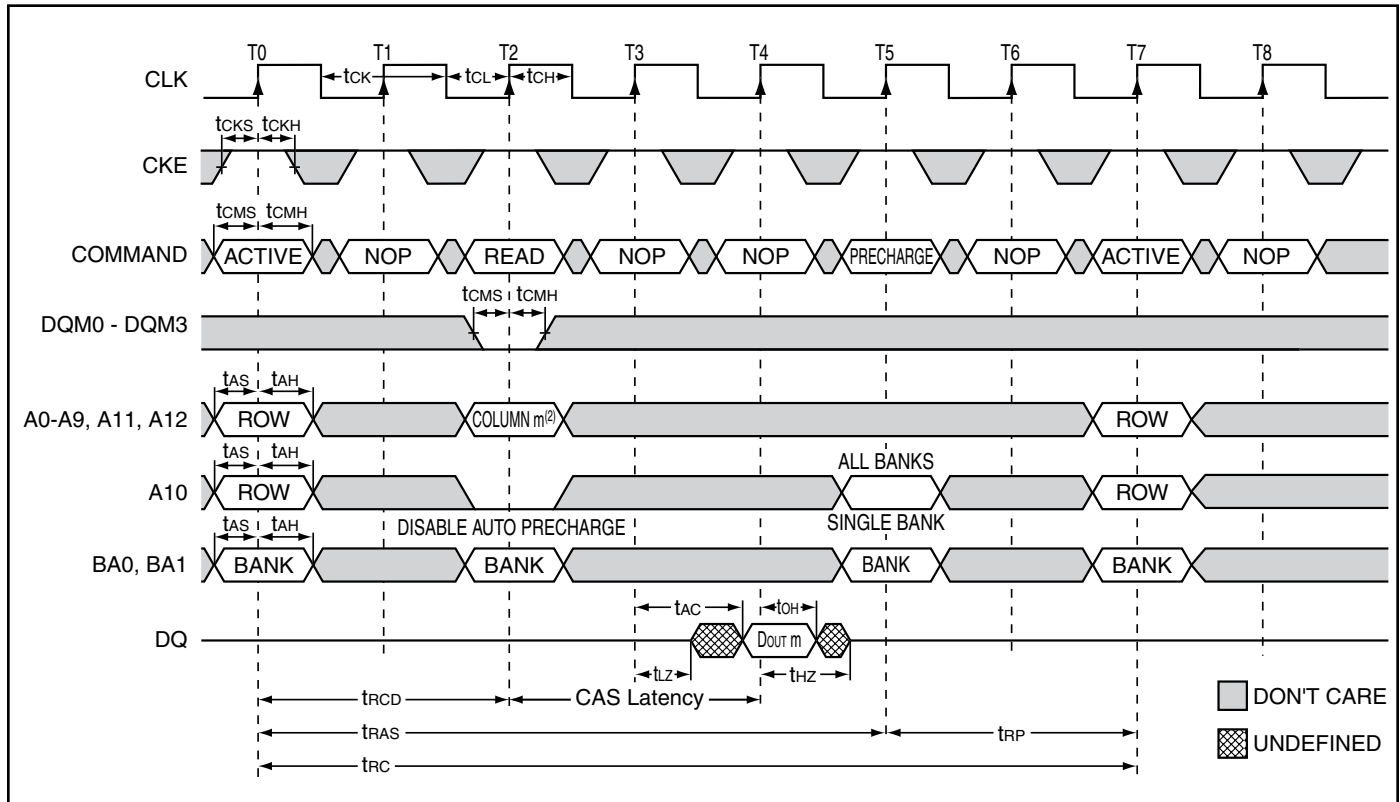 T0 T1 T2 T3 T4 T5 T6 T7 T8
CLK tCK tCL tCH
tCKS tCKH
CKE
tCMS tCMH
COMMAND ACTIVE NOP READ NOP NOP PRECHARGE NOP ACTIVE NOP
tCMS tCMH
DQM0 - DQM3
tAS tAH
A0-A9, A11, A12 ROW COLUMN m(2) ROW
tAS tAH ALL BANKS
A10 ROW ROW
tAS tAH DISABLE AUTO PRECHARGE SINGLE BANK
BA0, BA1 BANK BANK BANK BANK
tAC tOH
DQ DOUT m
tLZ tHZ
tRCD CAS Latency
DON'T CARE
tRAS tRP
UNDEFINED
tRC